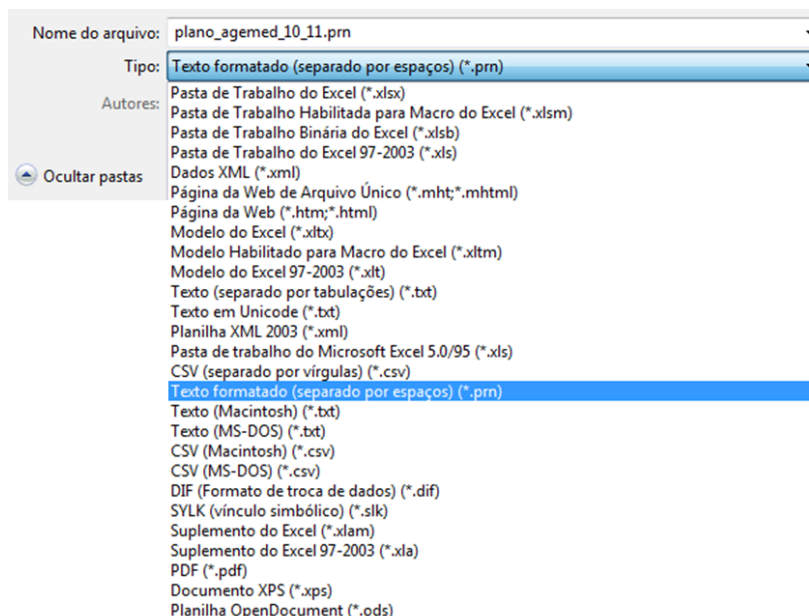 Nome do arquivo: plano_agemed_10_11.prn
Tipo: Texto formatado (separado por espaços) (*.prn)
Autores:
Ocultar pastas
Pasta de Trabalho do Excel (*.xlsx)
Pasta de Trabalho Habilitada para Macro do Excel (*.xlsm)
Pasta de Trabalho Binária do Excel (*.xlsb)
Pasta de Trabalho do Excel 97-2003 (*.xls)
Dados XML (*.xml)
Página da Web de Arquivo Único (*.mht;*.mhtml)
Página da Web (*.htm;*.html)
Modelo do Excel (*.xltx)
Modelo Habilitado para Macro do Excel (*.xltm)
Modelo do Excel 97-2003 (*.xlt)
Texto (separado por tabulações) (*.txt)
Texto em Unicode (*.txt)
Planilha XML 2003 (*.xml)
Pasta de trabalho do Microsoft Excel 5.0/95 (*.xls)
CSV (separado por vírgulas) (*.csv)
Texto formatado (separado por espaços) (*.prn)
Texto (Macintosh) (*.txt)
Texto (MS-DOS) (*.txt)
CSV (Macintosh) (*.csv)
CSV (MS-DOS) (*.csv)
DIF (Formato de troca de dados) (*.dif)
SYLK (vínculo simbólico) (*.slk)
Suplemento do Excel (*.xlam)
Suplemento do Excel 97-2003 (*.xla)
PDF (*.pdf)
Documento XPS (*.xps)
Planilha OpenDocument (*.ods)